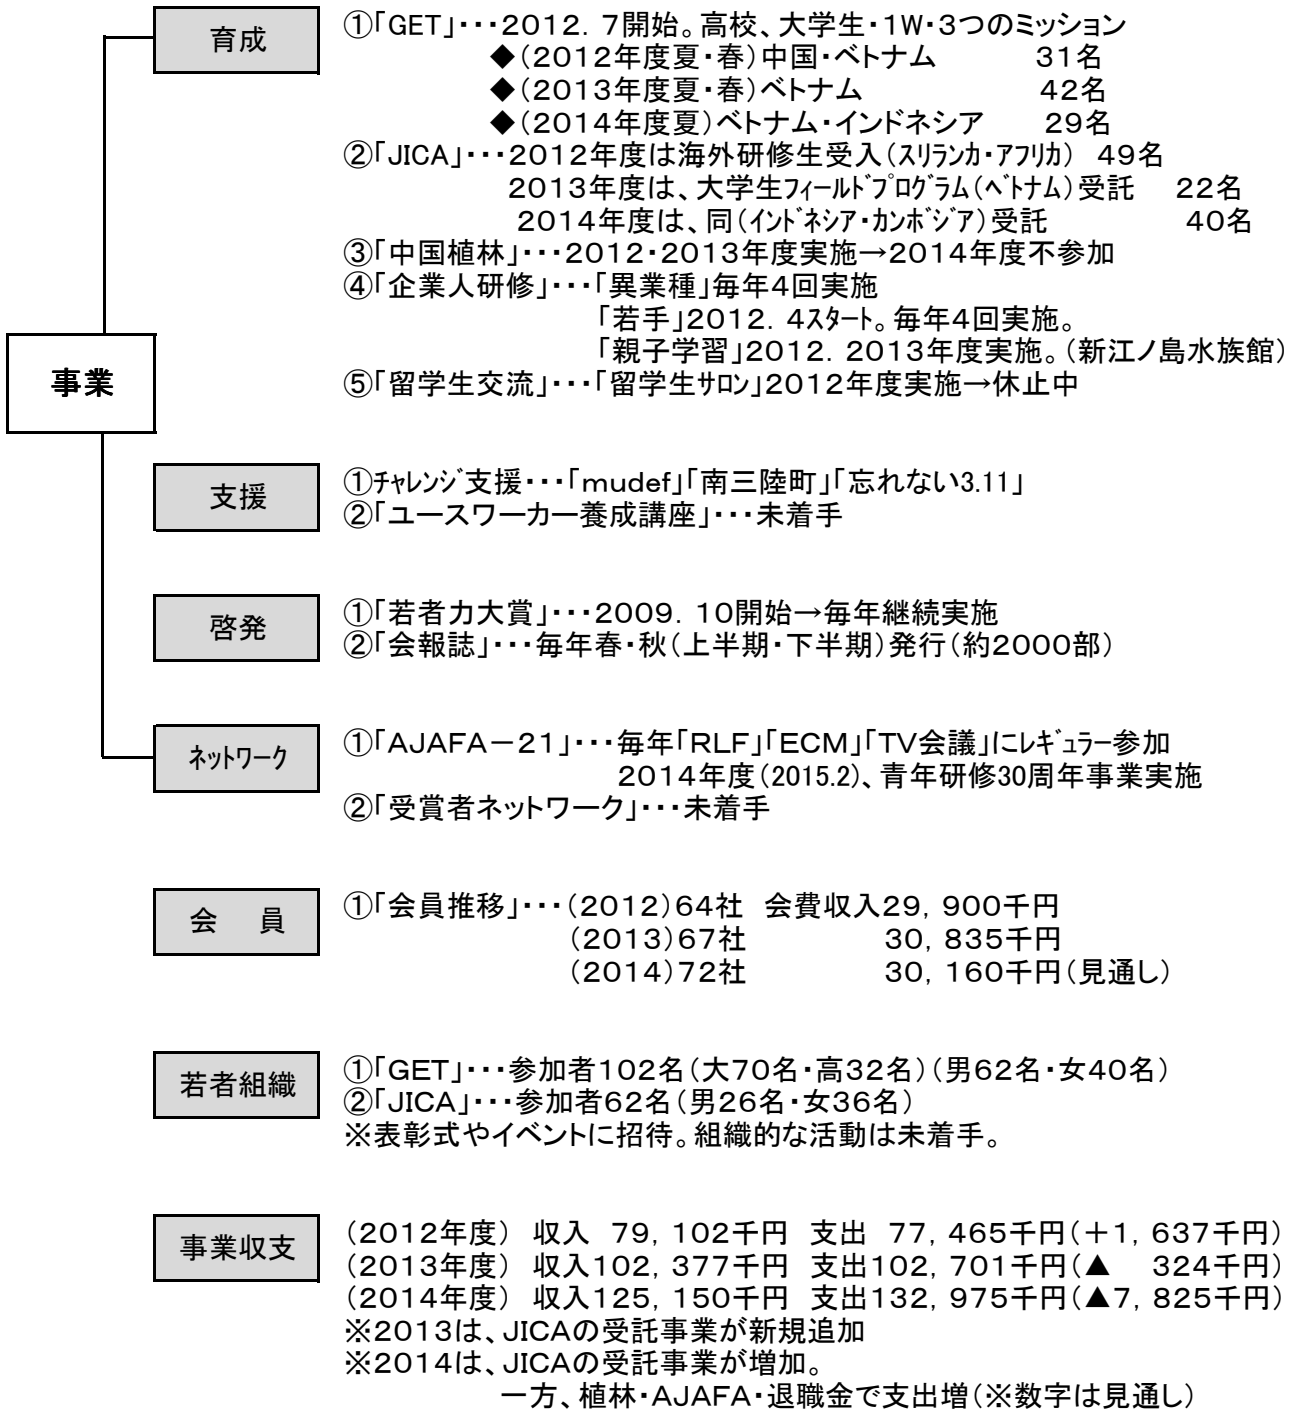 事業
育成
①「GET」・・・2012．7開始。高校、大学生・1W・3つのミッション
◆（2012年度夏・春）中国・ベトナム　31名
◆（2013年度夏・春）ベトナム　42名
◆（2014年度夏）ベトナム・インドネシア　29名
②「JICA」・・・2012年度は海外研修生受入（ｽﾘﾗﾝｶ・ｱﾌﾘｶ）　49名
2013年度は、大学生ﾌｨｰﾙﾄﾞﾌﾟﾛｸﾞﾗﾑ（ﾍﾞﾄﾅﾑ）受託　22名
2014年度は、同（ｲﾝﾄﾞﾈｼｱ・ｶﾝﾎﾞｼﾞｱ）受託　40名
③「中国植林」・・・2012・2013年度実施→2014年度不参加
④「企業人研修」・・・「異業種」毎年4回実施
「若手」2012．4ｽﾀｰﾄ。毎年4回実施。
「親子学習」2012．2013年度実施。（新江ノ島水族館）
⑤「留学生交流」・・・「留学生ｻﾛﾝ」2012年度実施→休止中
支援
①ﾁｬﾚﾝｼﾞ支援・・・「mudef」「南三陸町」「忘れない3.11」
②「ユースワーカー養成講座」・・・未着手
啓発
①「若者力大賞」・・・2009．10開始→毎年継続実施
②「会報誌」・・・毎年春・秋（上半期・下半期）発行（約2000部）
ﾈｯﾄﾜｰｸ
①「AJAFA－21」・・・毎年「RLF」「ECM」「TV会議」にﾚｷﾞｭﾗｰ参加
2014年度（2015.2）、青年研修30周年事業実施
②「受賞者ネットワーク」・・・未着手
会　員
①「会員推移」・・・（2012）64社　会費収入29，900千円
（2013）67社　30，835千円
（2014）72社　30，160千円（見通し）
若者組織
①「GET」・・・参加者102名（大70名・高32名）（男62名・女40名）
②「JICA」・・・参加者62名（男26名・女36名）
※表彰式やイベントに招待。組織的な活動は未着手。
事業収支
（2012年度）　収入　79，102千円　支出　77，465千円（＋1，637千円）
（2013年度）　収入102，377千円　支出102，701千円（▲　324千円）
（2014年度）　収入125，150千円　支出132，975千円（▲7，825千円）
※2013は、JICAの受託事業が新規追加
※2014は、JICAの受託事業が増加。
一方、植林・AJAFA・退職金で支出増（※数字は見通し）